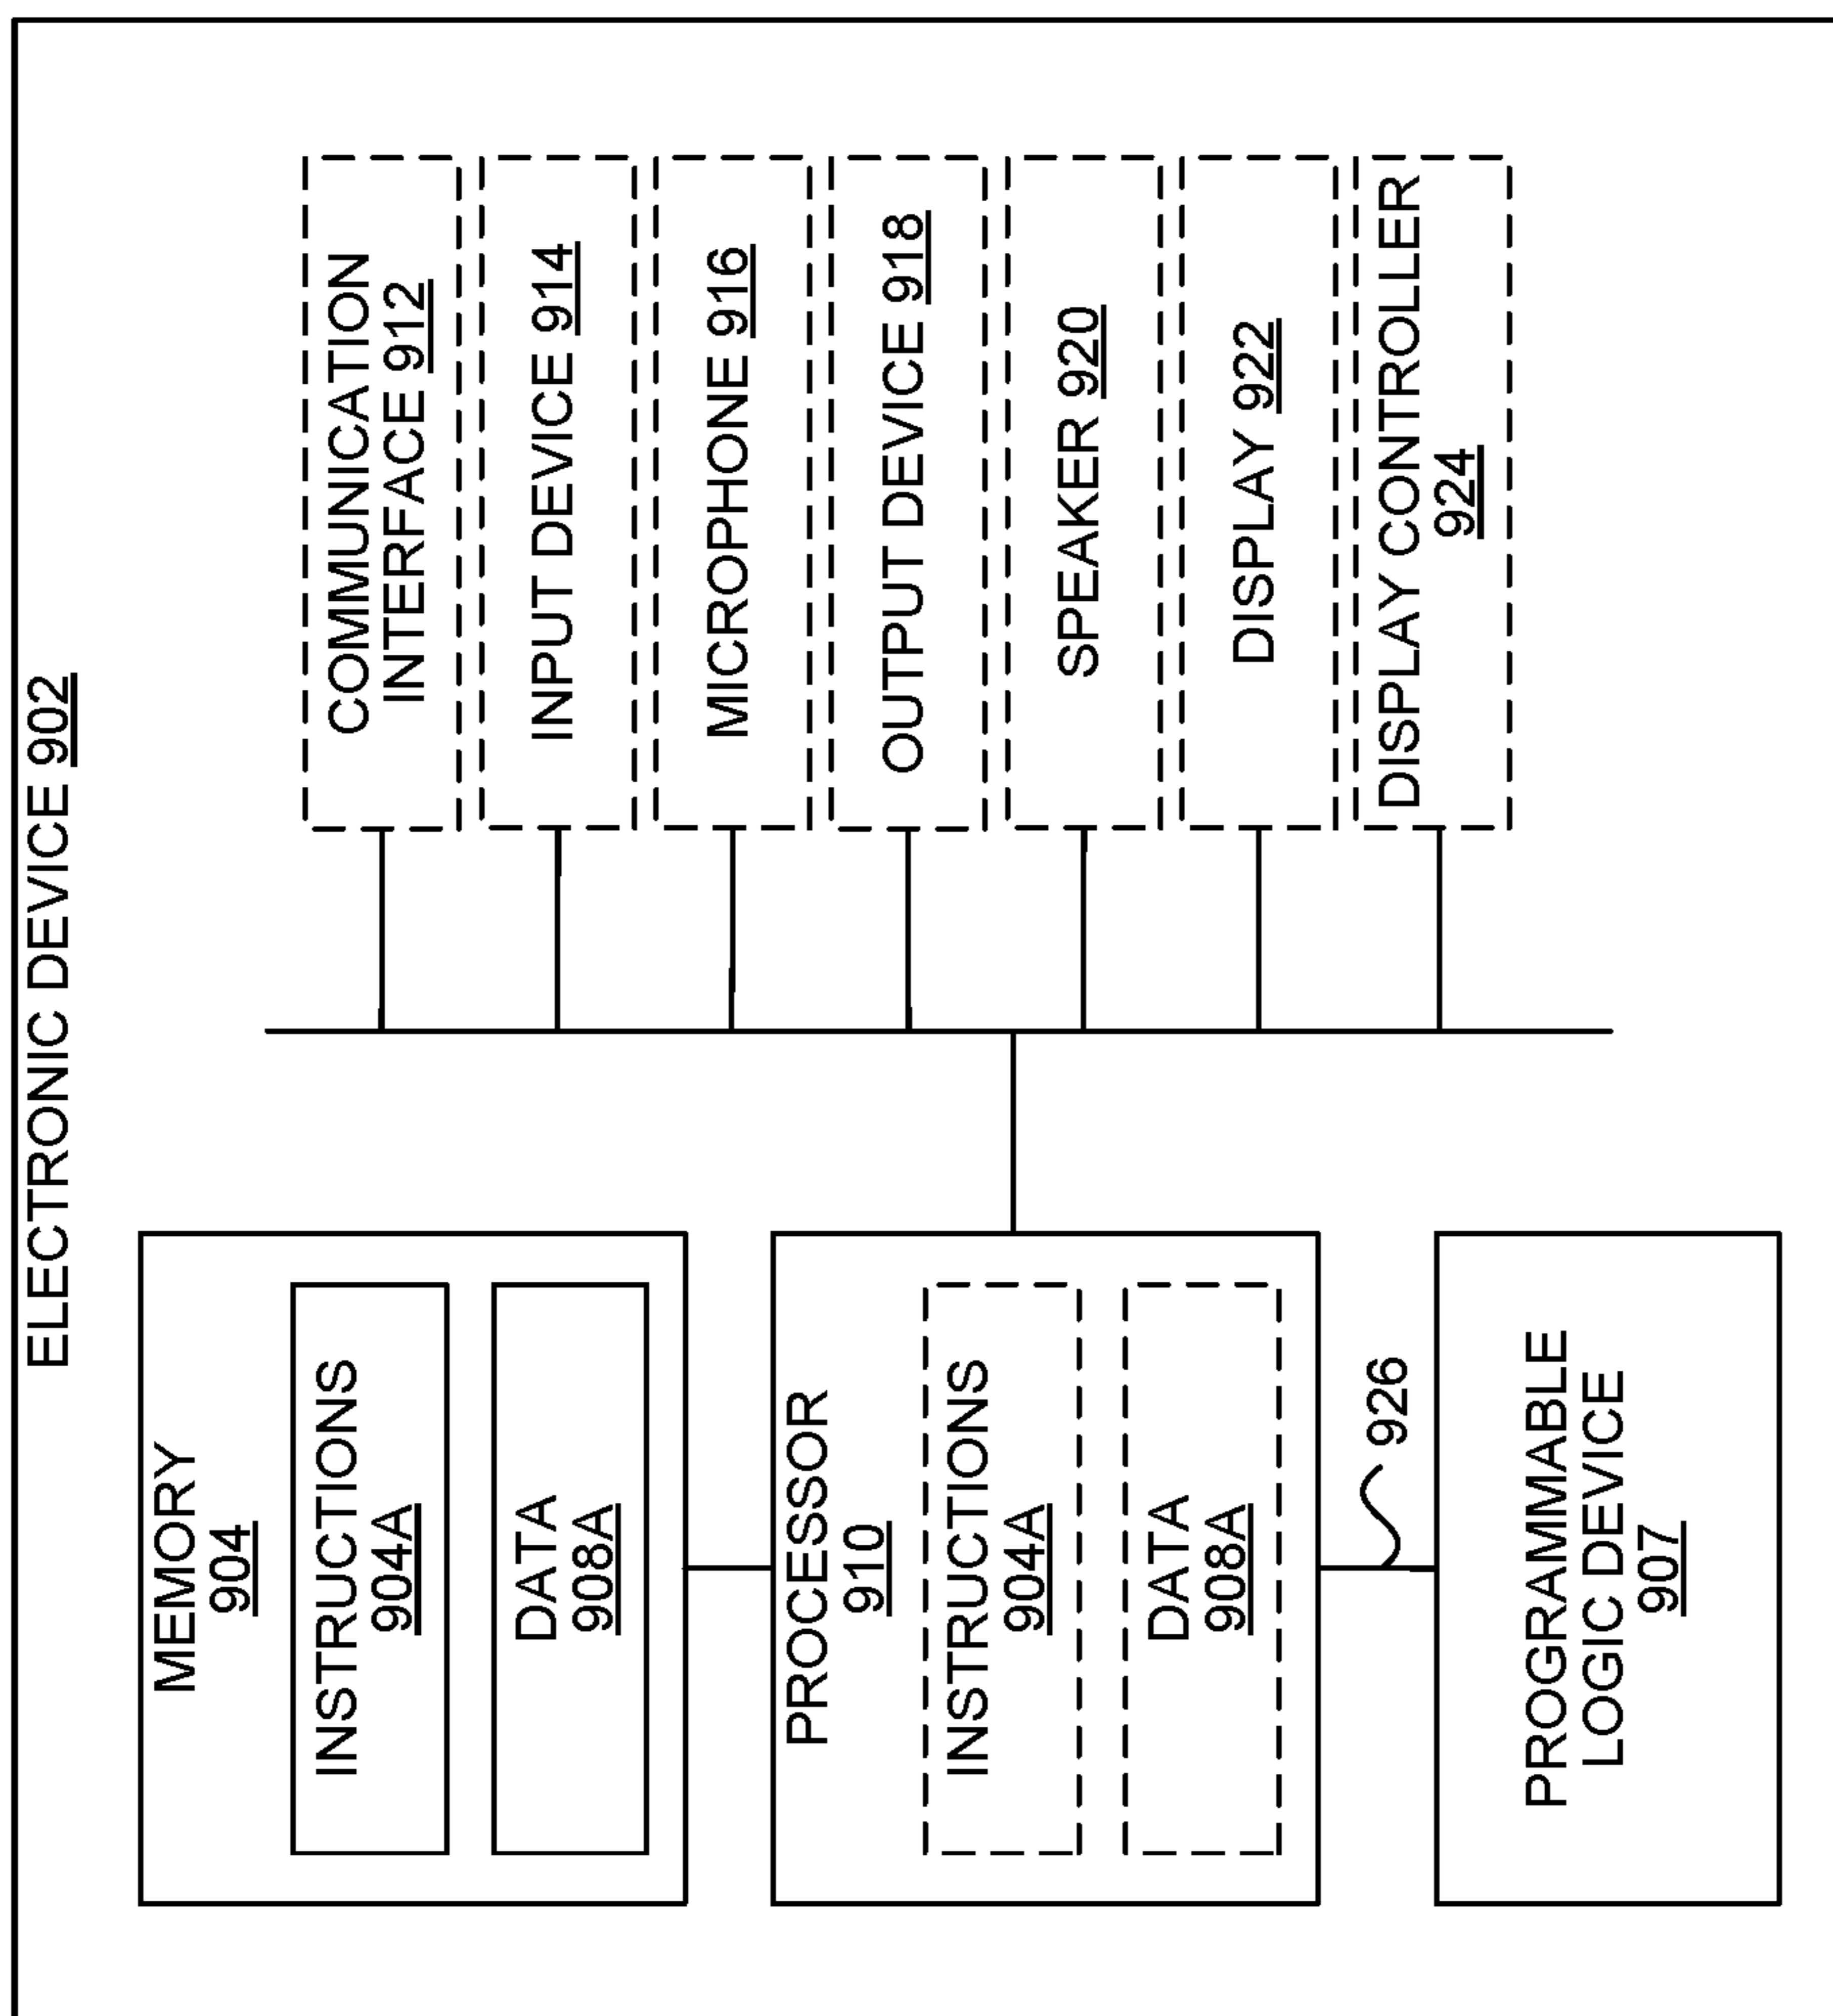 ELECTRONIC DEVICE 902
MEMORY
904
INSTRUCTIONS
904A
DATA
908A
PROCESSOR
910
INSTRUCTIONS
904A
DATA
908A
926
PROGRAMMABLE
LOGIC DEVICE
907
COMMUNICATION
INTERFACE 912
INPUT DEVICE 914
MICROPHONE 916
OUTPUT DEVICE 918
SPEAKER 920
DISPLAY 922
DISPLAY CONTROLLER
924